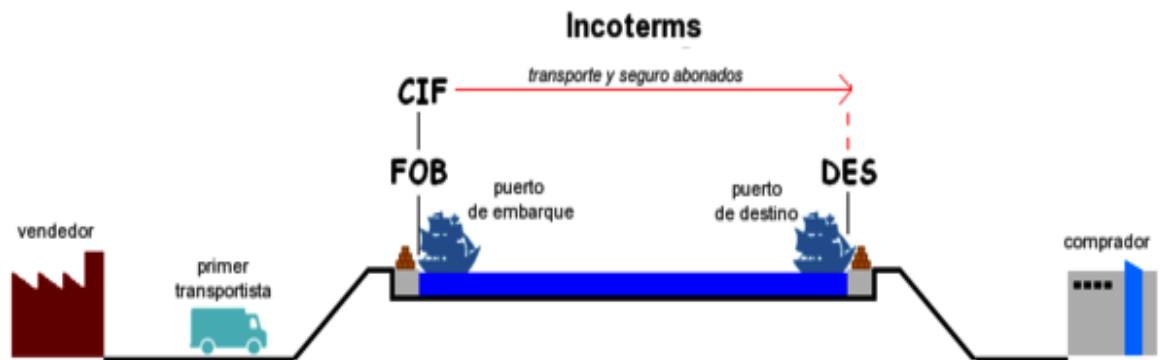 Incoterms
CIF
transporte y seguro abonados
FOB
DES
puerto
de embarque
puerto
de destino
vendedor
primer
transportista
comprador